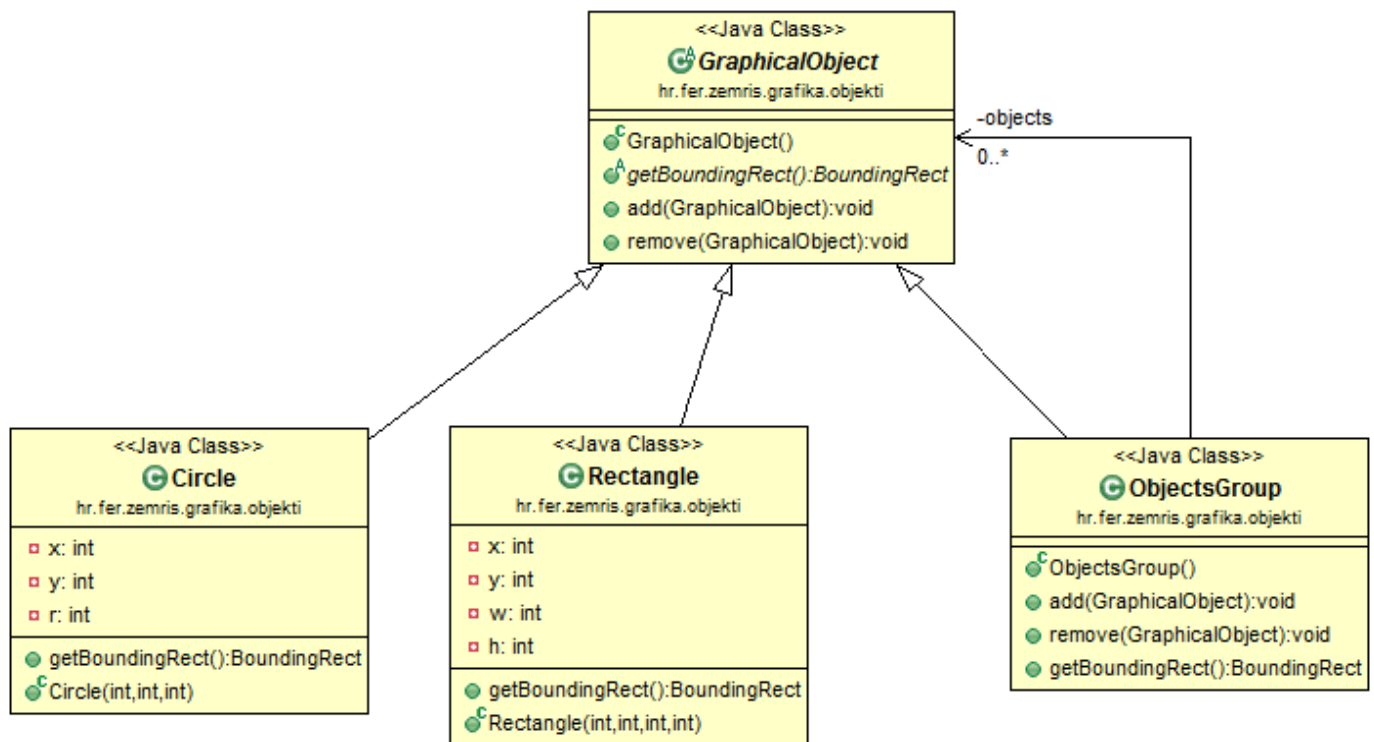 <<Java Class>>
GraphicalObject
hr.fer.zemris.grafika.objekti
GraphicalObject()
getBoundingRect():BoundingRect
add(GraphicalObject):void
remove(GraphicalObject):void
-objects
0..*
<<Java Class>>
Circle
hr.fer.zemris.grafika.objekti
x: int
y: int
r: int
getBoundingRect():BoundingRect
Circle(int,int,int)
<<Java Class>>
Rectangle
hr.fer.zemris.grafika.objekti
x: int
y: int
w: int
h: int
getBoundingRect():BoundingRect
Rectangle(int,int,int,int)
<<Java Class>>
ObjectsGroup
hr.fer.zemris.grafika.objekti
ObjectsGroup()
add(GraphicalObject):void
remove(GraphicalObject):void
getBoundingRect():BoundingRect